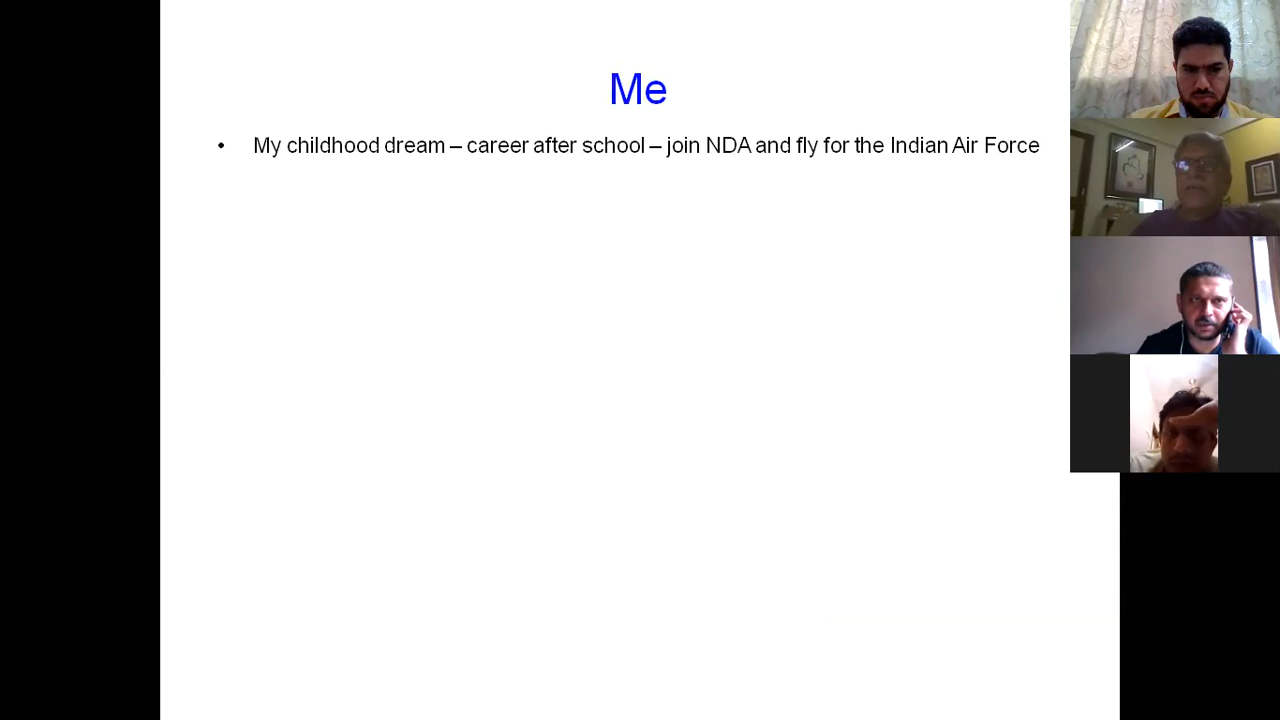 Me
• My childhood dream – career after school – join NDA and fly for the Indian Air Force